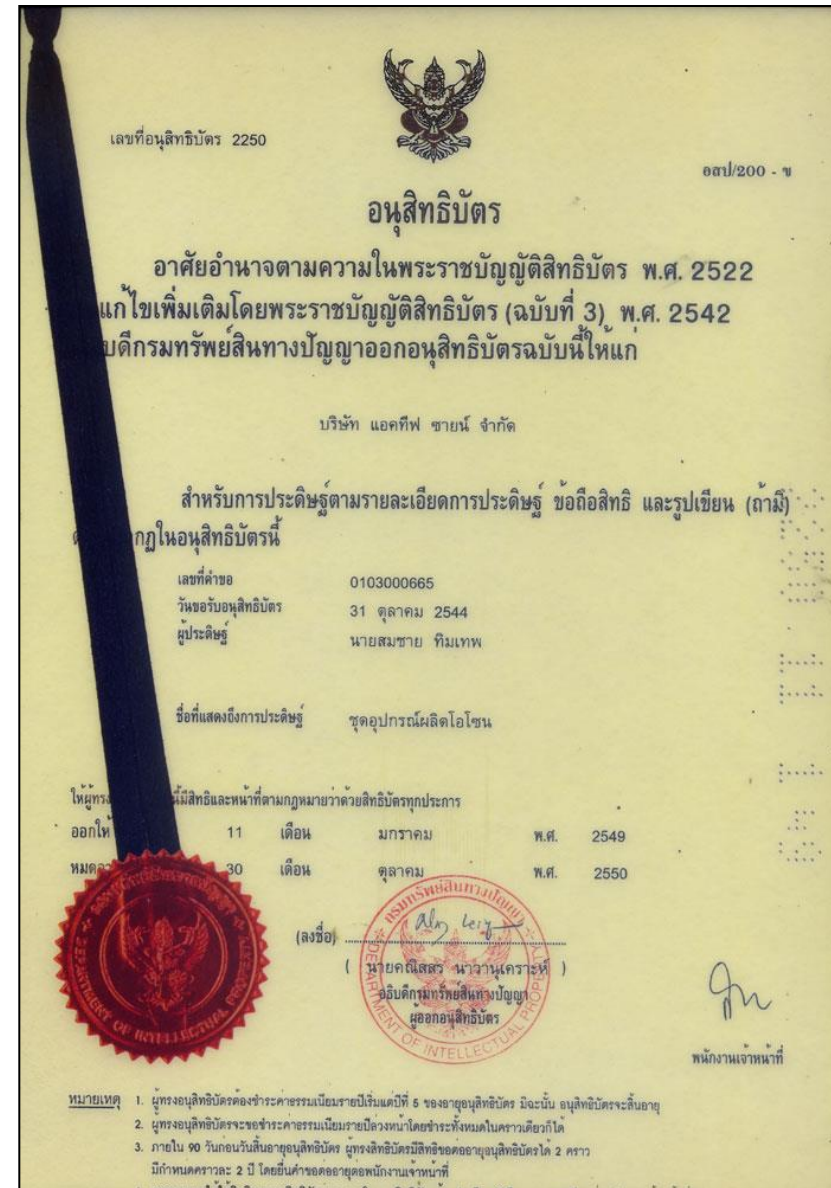 เลขที่อนุสิทธิบัตร 2250
อสป/200 - ข
อนุสิทธิบัตร
อาศัยอำนาจตามความในพระราชบัญญัติสิทธิบัตร พ.ศ. 2522
แก้ไขเพิ่มเติมโดยพระราชบัญญัติสิทธิบัตร (ฉบับที่ 3) พ.ศ. 2542
บดีกรมทรัพย์สินทางปัญญาออกอนุสิทธิบัตรฉบับนี้ให้แก่
บริษัท แอคทีฟ ซายน์ จำกัด
สำหรับการประดิษฐ์ตามรายละเอียดการประดิษฐ์ ข้อถือสิทธิ และรูปเขียน (ถ้ามี)
กฏในอนุสิทธิบัตรนี้
เลขที่คำขอ 0103000665
วันขอรับอนุสิทธิบัตร 31 ตุลาคม 2544
ผู้ประดิษฐ์ นายสมชาย ทิมเทพ
ชื่อที่แสดงถึงการประดิษฐ์ ชุดอุปกรณ์ผลิตโอโซน
ให้ผู้ทรง นี้มีสิทธิและหน้าที่ตามกฎหมายว่าด้วยสิทธิบัตรทุกประการ
ออกให้ 11 เดือน มกราคม พ.ศ. 2549
หมดอา 30 เดือน ตุลาคม พ.ศ. 2550
(ลงชื่อ)
( นายคณิสสร นาวานุเคราะห์ )
อธิบดีกรมทรัพย์สินทางปัญญา
ผู้ออกอนุสิทธิบัตร
กรมทรัพย์สินทางปัญญา
DEPARTMENT OF INTELLECTUAL PROPERTY
DEPARTMENT OF INTELLECTUAL PROPERTY
พนักงานเจ้าหน้าที่
หมายเหตุ 1. ผู้ทรงอนุสิทธิบัตรต้องชำระค่าธรรมเนียมรายปีเริ่มแต่ปีที่ 5 ของอายุอนุสิทธิบัตร มิฉะนั้น อนุสิทธิบัตรจะสิ้นอายุ
2. ผู้ทรงอนุสิทธิบัตรจะขอชำระค่าธรรมเนียมรายปีล่วงหน้าโดยชำระทั้งหมดในคราวเดียวก็ได้
3. ภายใน 90 วันก่อนวันสิ้นอายุอนุสิทธิบัตร ผู้ทรงสิทธิบัตรมีสิทธิขอต่ออายุอนุสิทธิบัตรได้ 2 คราว
มีกำหนดคราวละ 2 ปี โดยยื่นคำขอต่ออายุต่อพนักงานเจ้าหน้าที่